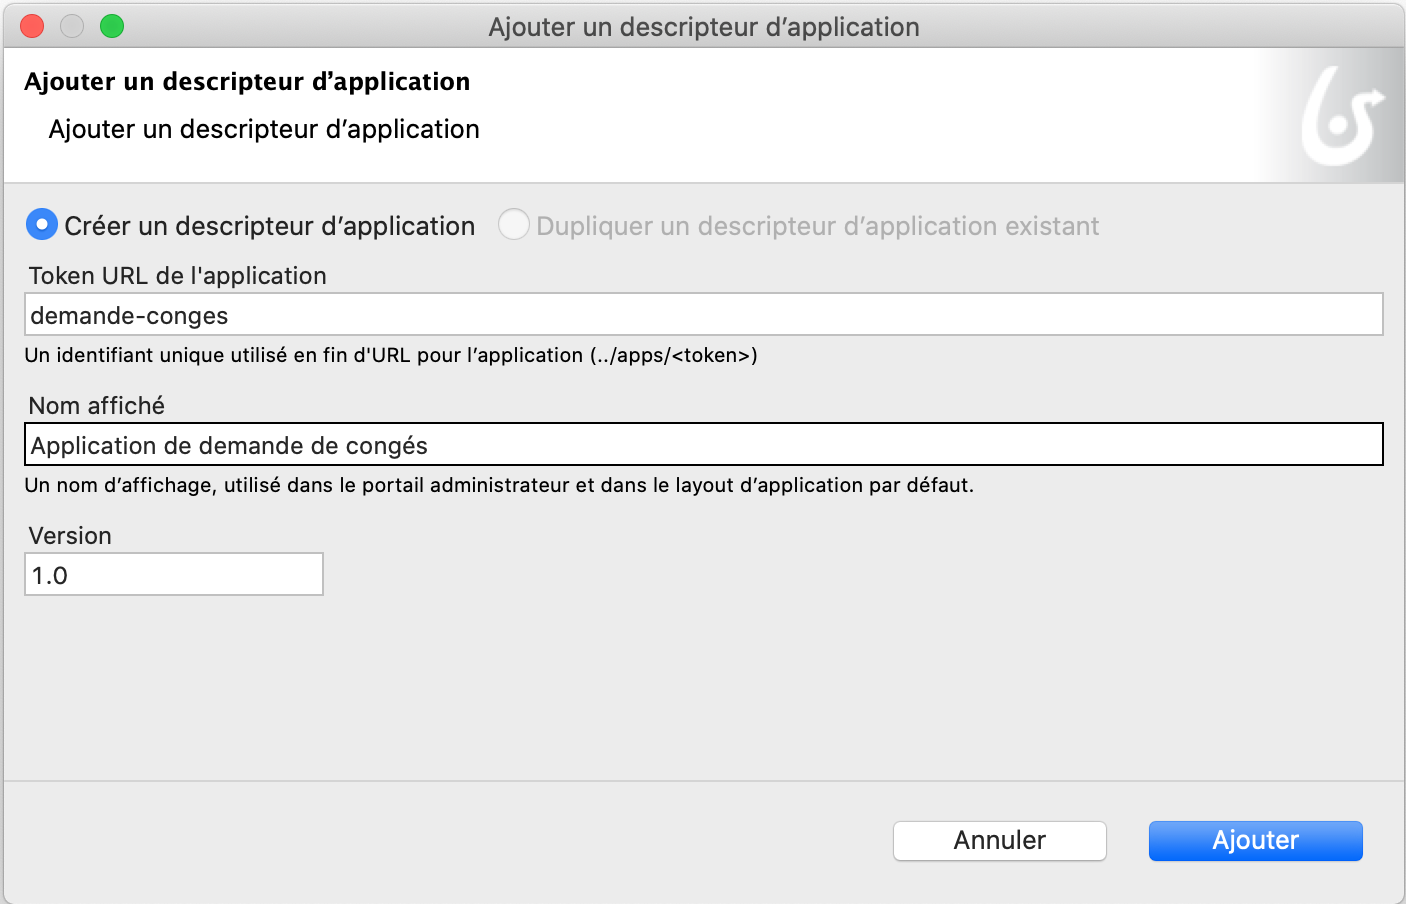 Ajouter un descripteur d’application
Ajouter un descripteur d’application
Ajouter un descripteur d’application
Créer un descripteur d’application Dupliquer un descripteur d’application existant
Token URL de l'application
demande-conges
Un identifiant unique utilisé en fin d'URL pour l’application (../apps/<token>)
Nom affiché
Application de demande de congés
Un nom d’affichage, utilisé dans le portail administrateur et dans le layout d’application par défaut.
Version
1.0
Annuler Ajouter